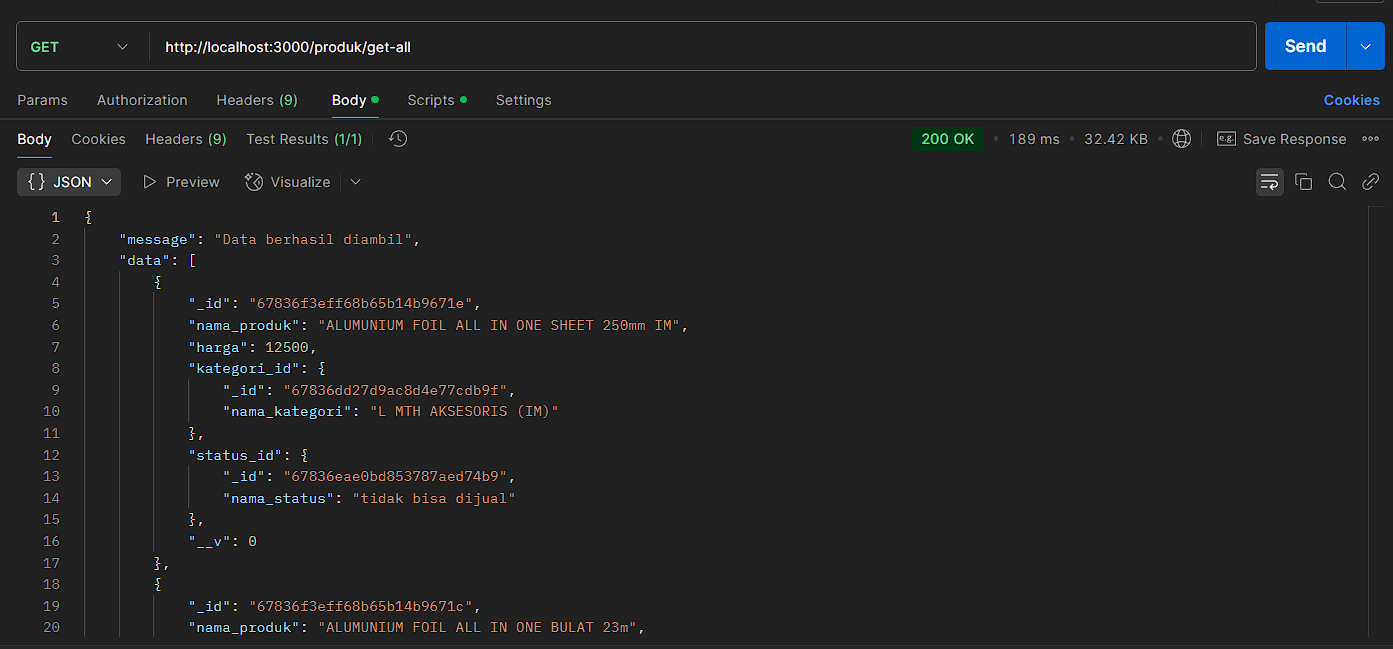 GET http://localhost:3000/produk/get-all Send
Params Authorization Headers (9) Body Scripts Settings Cookies
Body Cookies Headers (9) Test Results (1/1) 200 OK 189 ms 32.42 KB e.g. Save Response
{} JSON Preview Visualize
1 {
2 "message": "Data berhasil diambil",
3 "data": [
4 {
5 "_id": "67836f3eff68b65b14b9671e",
6 "nama_produk": "ALUMUNIUM FOIL ALL IN ONE SHEET 250mm IM",
7 "harga": 12500,
8 "kategori_id": {
9 "_id": "67836dd27d9ac8d4e77cdb9f",
10 "nama_kategori": "L MTH AKSESORIS (IM)"
11 },
12 "status_id": {
13 "_id": "67836eae0bd853787aed74b9",
14 "nama_status": "tidak bisa dijual"
15 },
16 "__v": 0
17 },
18 {
19 "_id": "67836f3eff68b65b14b9671c",
20 "nama_produk": "ALUMUNIUM FOIL ALL IN ONE BULAT 23m",